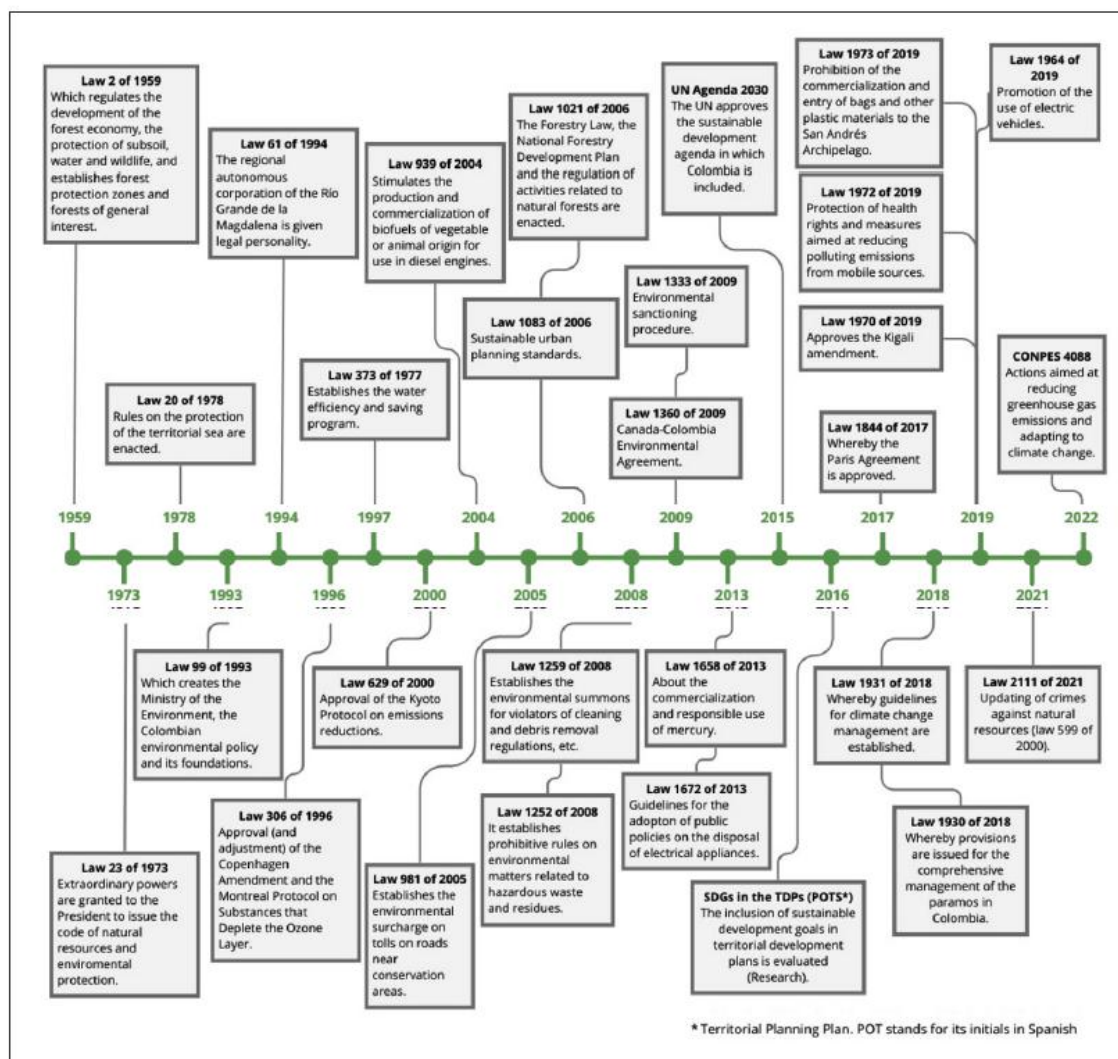 Law 2 of 1959
Which regulates the
development of the
forest economy, the
protection of subsoil,
water and wildlife, and
establishes forest
protection zones and
forests of general
interest.
Law 61 of 1994
The regional
autonomous
corporation of the Río
Grande de la
Magdalena is given
legal personality.
Law 939 of 2004
Stimulates the
production and
commercialization of
biofuels of vegetable
or animal origin for
use in diesel engines.
Law 1021 of 2006
The Forestry Law, the
National Forestry
Development Plan
and the regulation of
activities related to
natural forests are
enacted.
UN Agenda 2030
The UN approves
the sustainable
development
agenda in which
Colombia is
included.
Law 1973 of 2019
Prohibition of the
commercialization and
entry of bags and other
plastic materials to the
San Andrés
Archipelago.
Law 1964 of
2019
Promotion of the
use of electric
vehicles.
Law 1972 of 2019
Protection of health
rights and measures
aimed at reducing
polluting emissions
from mobile sources.
Law 1333 of 2009
Environmental
sanctioning
procedure.
Law 1083 of 2006
Sustainable urban
planning standards.
Law 1970 of 2019
Approves the Kigali
amendment.
CONPES 4088
Actions aimed at
reducing
greenhouse gas
emissions and
adapting to
climate change.
Law 373 of 1977
Establishes the water
efficiency and saving
program.
Law 20 of 1978
Rules on the protection
of the territorial sea are
enacted.
Law 1360 of 2009
Canada-Colombia
Environmental
Agreement.
Law 1844 of 2017
Whereby the
Paris Agreement
is approved.
1959 1978 1994 1997 2004 2006 2009 2015 2017 2019 2022
1973 1993 1996 2000 2005 2008 2013 2016 2018 2021
Law 99 of 1993
Which creates the
Ministry of the
Environment, the
Colombian
environmental policy
and its foundations.
Law 629 of 2000
Approval of the Kyoto
Protocol on emissions
reductions.
Law 1259 of 2008
Establishes the
environmental summons
for violators of cleaning
and debris removal
regulations, etc.
Law 1658 of 2013
About the
commercialization
and responsible use
of mercury.
Law 1931 of 2018
Whereby guidelines
for climate change
management are
established.
Law 2111 of 2021
Updating of crimes
against natural
resources (law 599 of
2000).
Law 23 of 1973
Extraordinary powers
are granted to the
President to issue the
code of natural
resources and
enviromental
protection.
Law 306 of 1996
Approval (and
adjustment) of the
Copenhagen
Amendment and the
Montreal Protocol on
Substances that
Deplete the Ozone
Layer.
Law 981 of 2005
Establishes the
environmental
surcharge on
tolls on roads
near
conservation
areas.
Law 1252 of 2008
It establishes
prohibitive rules on
environmental
matters related to
hazardous waste
and residues.
Law 1672 of 2013
Guidelines for the
adopton of public
policies on the disposal
of electrical appliances.
SDGs in the TDPs (POTS*)
The inclusion of sustainable
development goals in
territorial development
plans is evaluated
(Research).
Law 1930 of 2018
Whereby provisions
are issued for the
comprehensive
management of the
paramos in
Colombia.
* Territorial Planning Plan. POT stands for its initials in Spanish